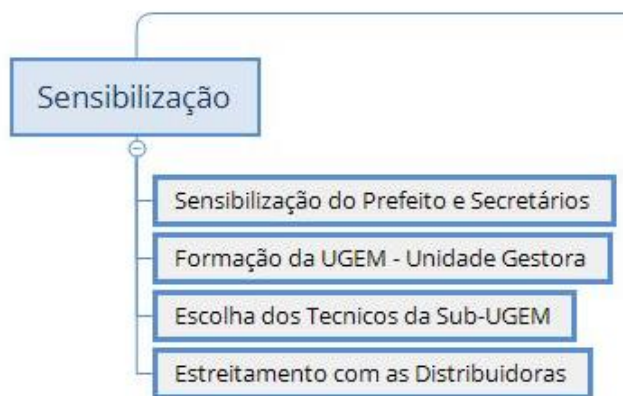 Sensibilização
Sensibilização do Prefeito e Secretários
Formação da UGEM - Unidade Gestora
Escolha dos Tecnicos da Sub-UGEM
Estreitamento com as Distribuidoras